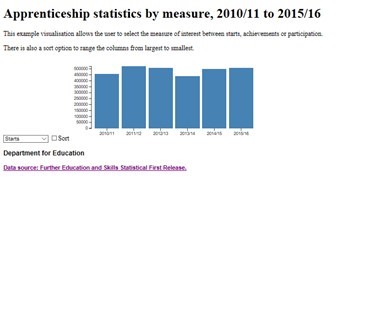 Apprenticeship statistics by measure, 2010/11 to 2015/16
This example visualisation allows the user to select the measure of interest between starts, achievements or participation.
There is also a sort option to range the columns from largest to smallest.
500000
450000
400000
350000
300000
250000
200000
150000
100000
50000
0
2010/11 2011/12 2012/13 2013/14 2014/15 2015/16
Starts Sort
Department for Education
Data source: Further Education and Skills Statistical First Release.